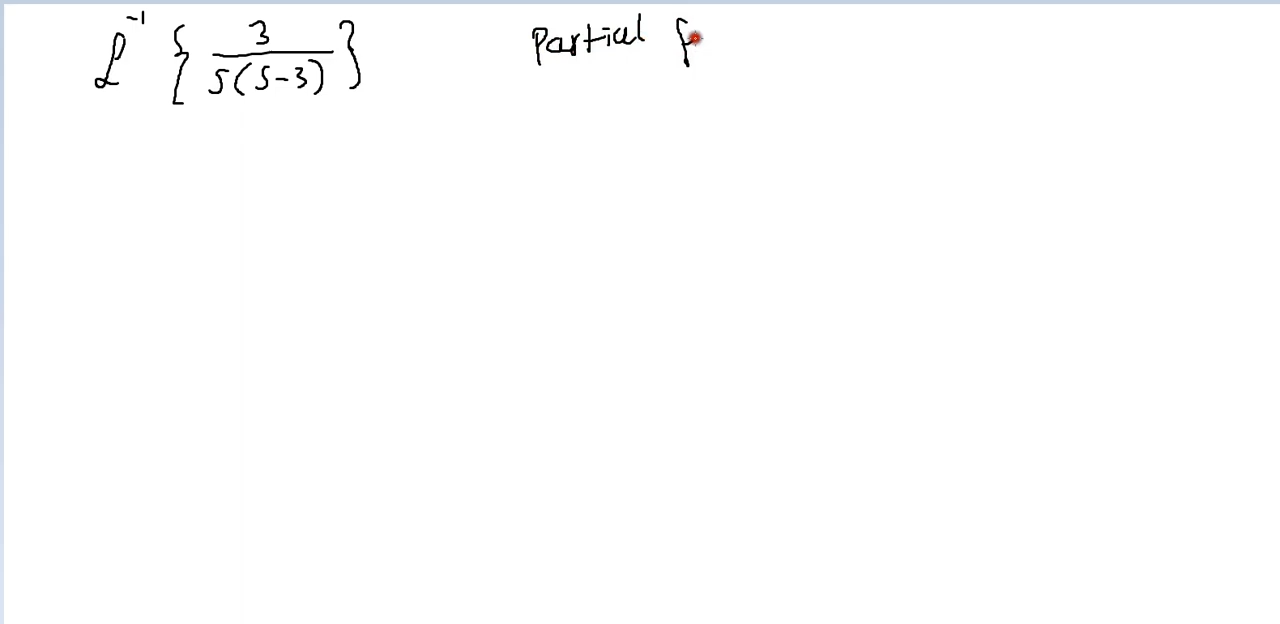 ℒ⁻¹ { 3 / s(s-3) } Partial f